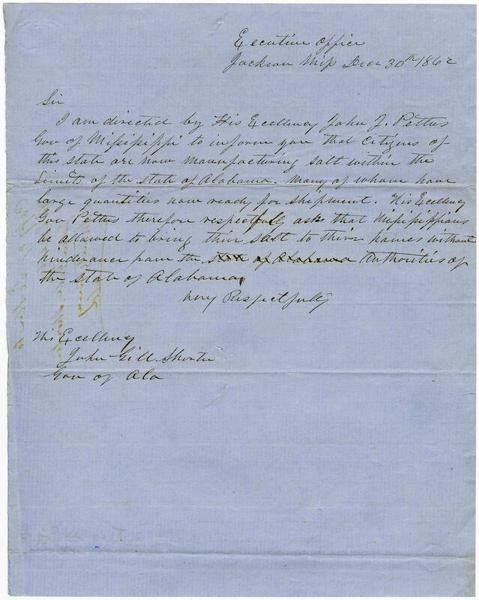 Executive Office
Jackson Miss Decr 30th 1862
Sir
I am directed by His Excellency John J. Pettus
Gov of Mississippi to inform you that Citizens of
this state are now manufacturing Salt within the
Limits of the state of Alabama. Many of whom have
large quantities now ready for shipment. His Excellency
Gov Pettus therefore respectfully asks that Mississippians
be allowed to bring their Salt to their homes without
hinderance from the State of Alabama Authorities of
the State of Alabama,
Very Respectfully
His Excellency
John Gill Shorter
Gov of Ala